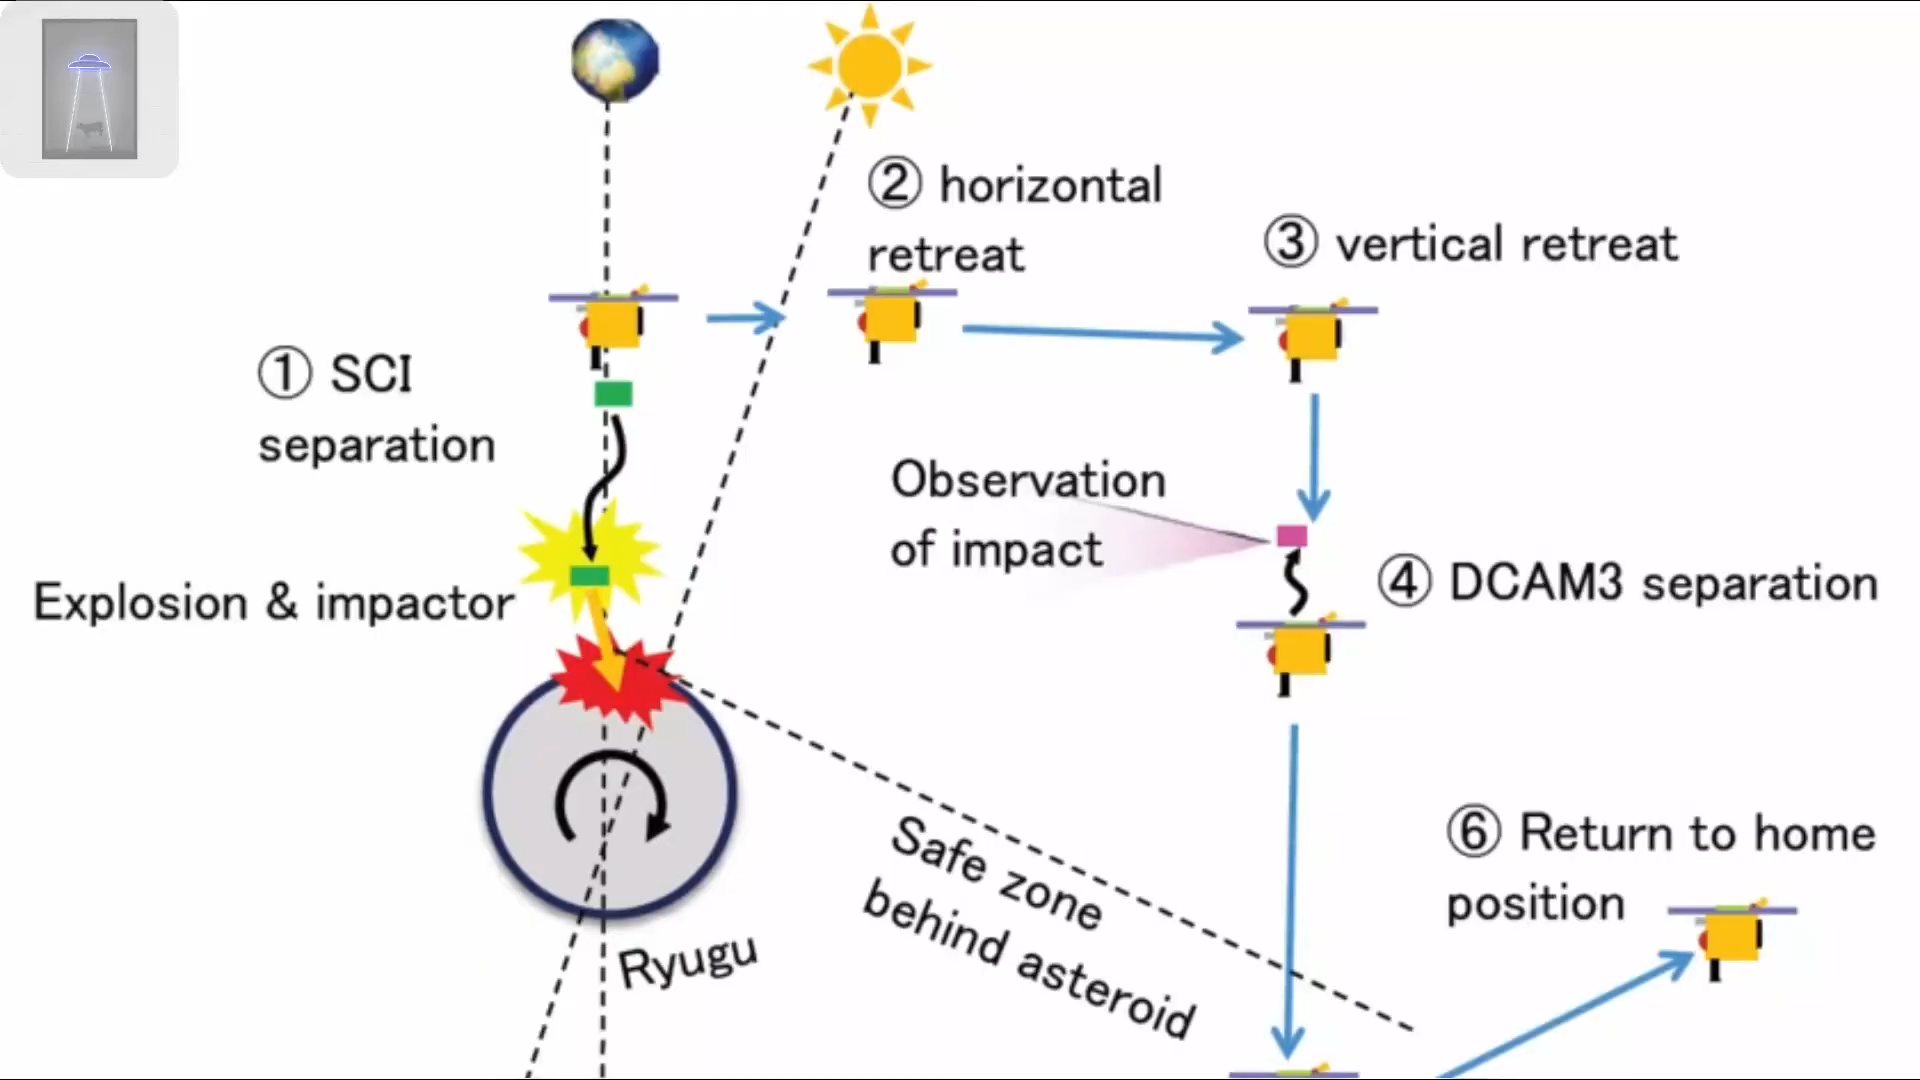 ② horizontal
retreat
③ vertical retreat
① SCI
separation
Observation
of impact
④ DCAM3 separation
Explosion & impactor
Safe zone
behind asteroid
⑥ Return to home
position
Ryugu